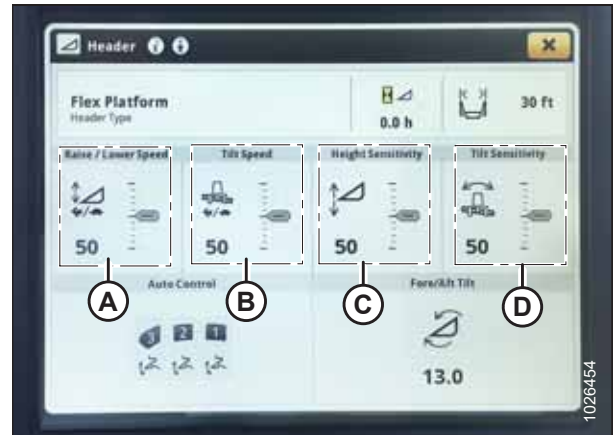 Header
Flex Platform
Header Type
0.0 h
30 ft
Raise / Lower Speed
Tilt Speed
Height Sensitivity
Tilt Sensitivity
50
50
50
50
A
B
C
D
Auto Control
Fore/Aft Tilt
3 2 1
13.0
1026454